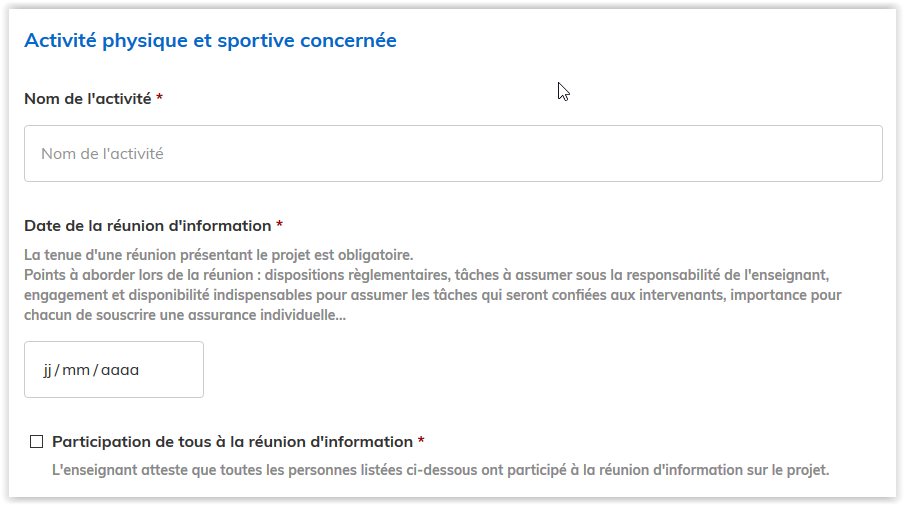 Activité physique et sportive concernée
Nom de l'activité *
Nom de l'activité
Date de la réunion d'information *
La tenue d'une réunion présentant le projet est obligatoire.
Points à aborder lors de la réunion : dispositions règlementaires, tâches à assumer sous la responsabilité de l'enseignant,
engagement et disponibilité indispensables pour assumer les tâches qui seront confiées aux intervenants, importance pour
chacun de souscrire une assurance individuelle...
jj/mm/aaaa
Participation de tous à la réunion d'information *
L'enseignant atteste que toutes les personnes listées ci-dessous ont participé à la réunion d'information sur le projet.